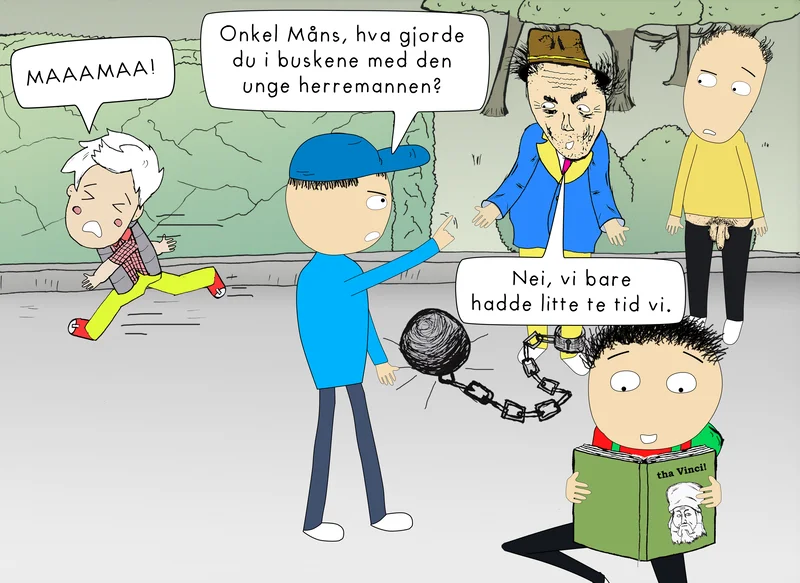 MAAAMAA!
Onkel Måns, hva gjorde
du i buskene med den
unge herremannen?
Nei, vi bare
hadde litte te tid vi.
tha Vinci!